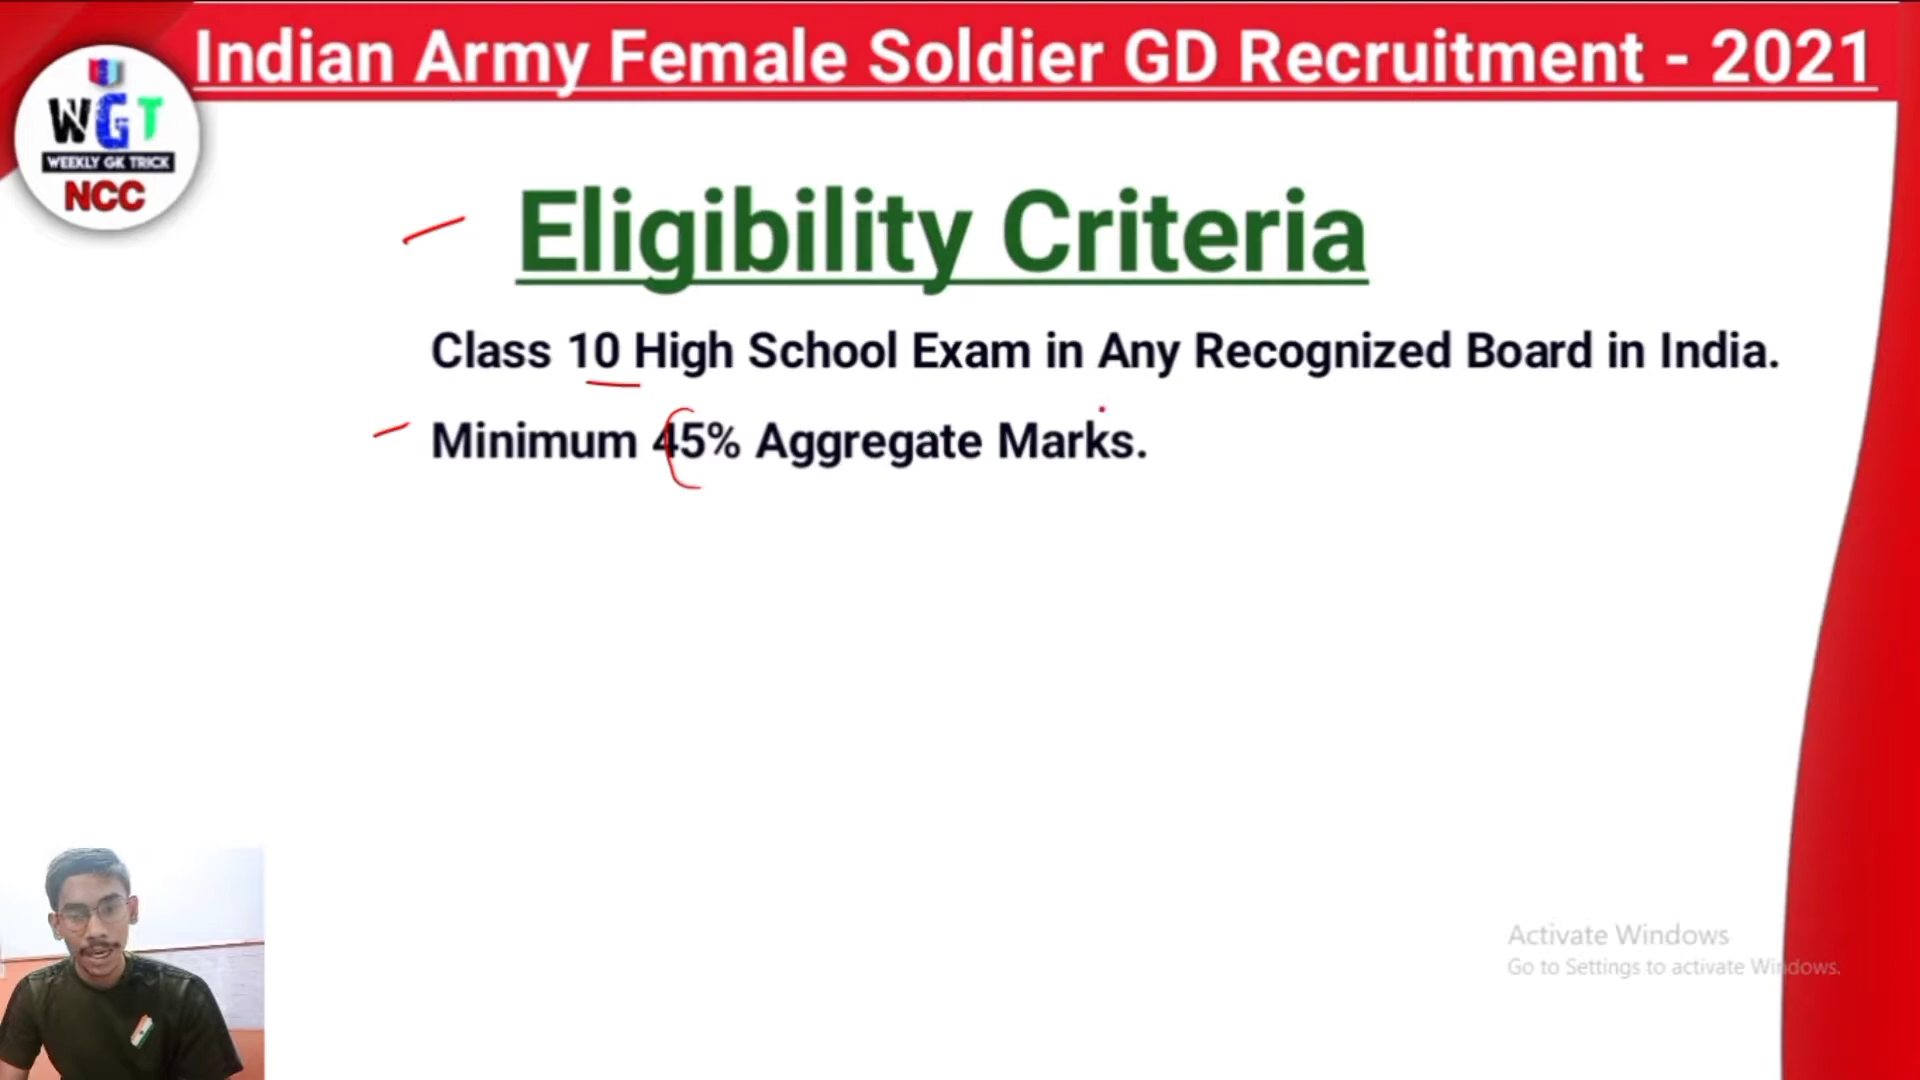 Indian Army Female Soldier GD Recruitment - 2021
WGT
WEEKLY GK TRICK
NCC
Eligibility Criteria
Class 10 High School Exam in Any Recognized Board in India.
Minimum 45% Aggregate Marks.
Activate Windows
Go to Settings to activate Windows.